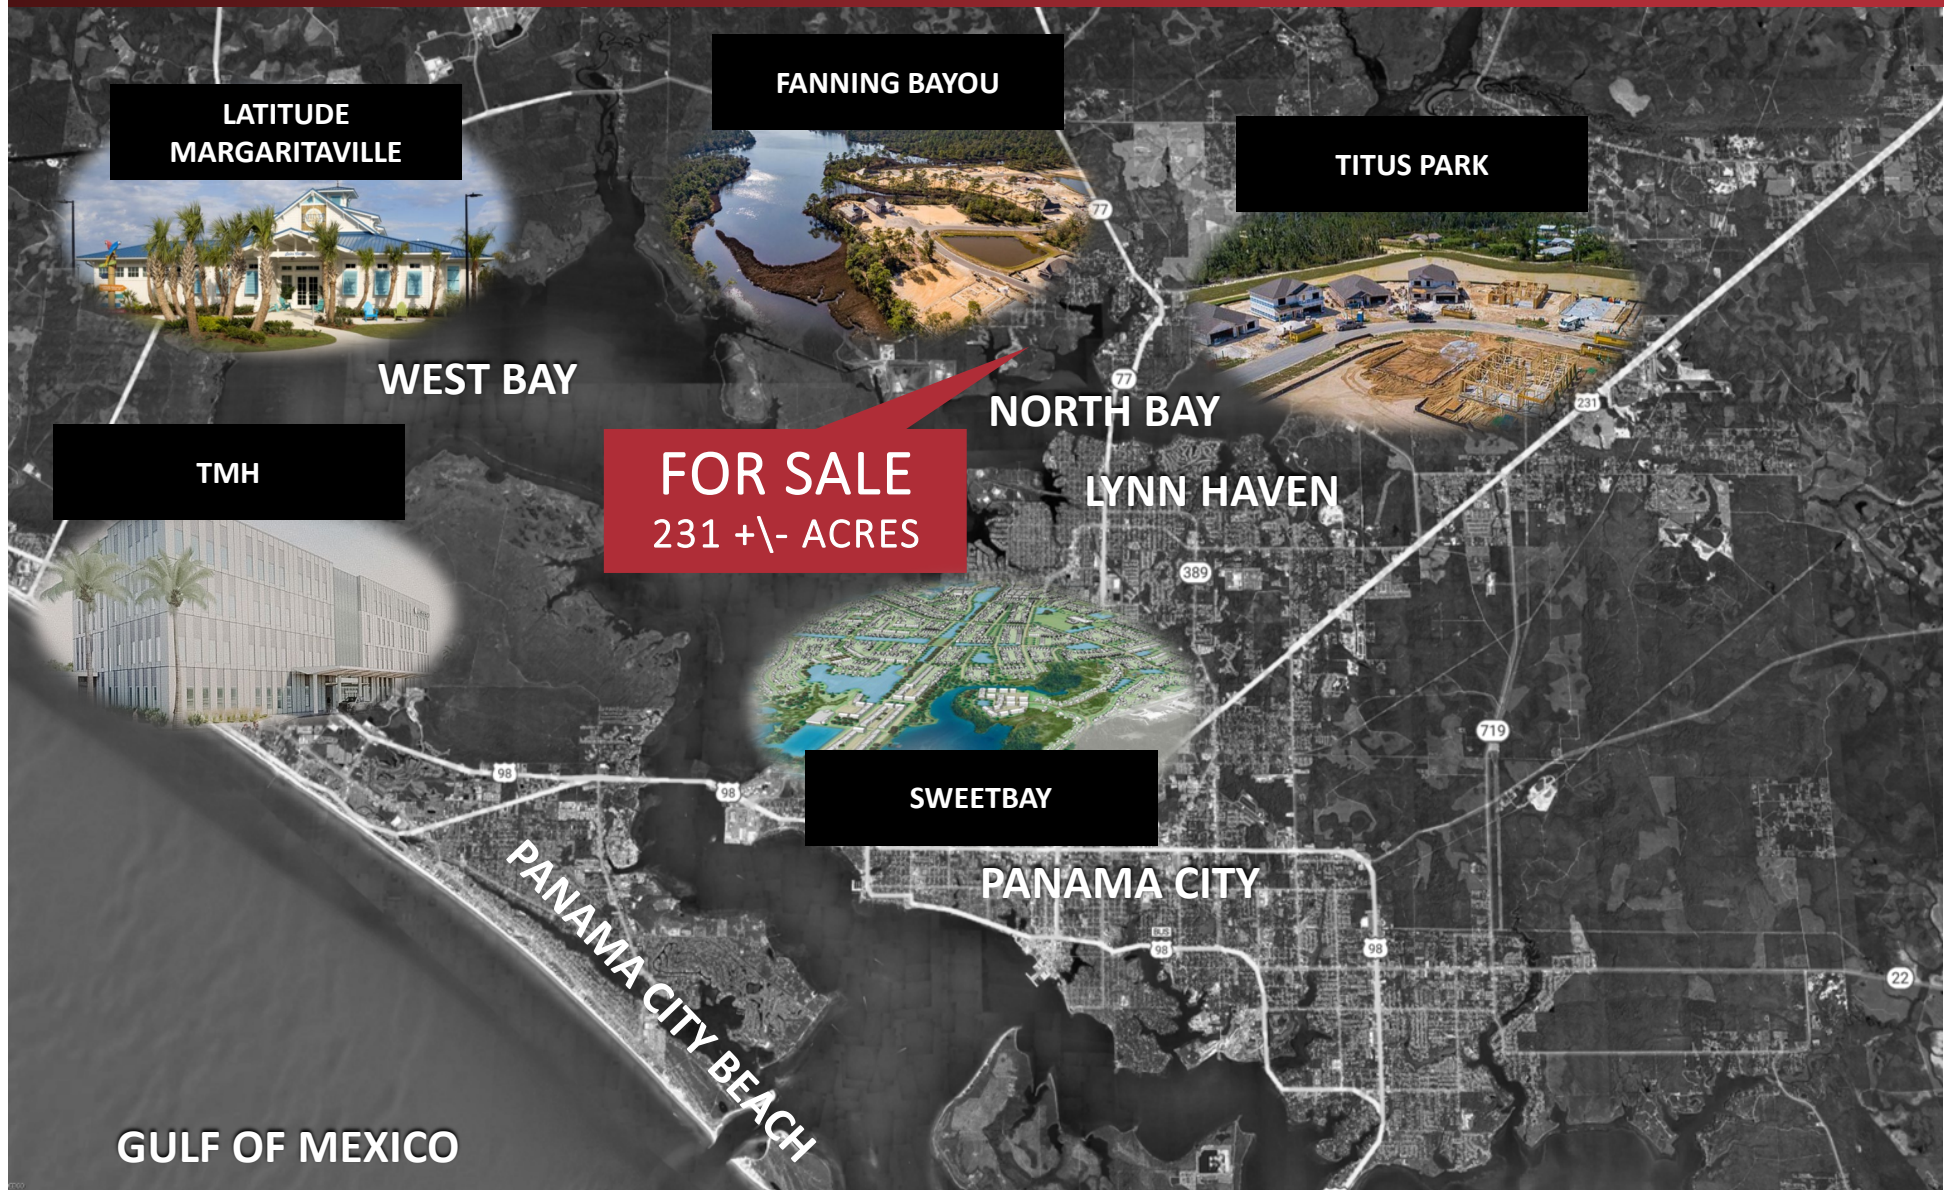 FANNING BAYOU
LATITUDE
MARGARITAVILLE
TITUS PARK
77
WEST BAY
77
NORTH BAY
231
TMH
FOR SALE
231 +\- ACRES
LYNN HAVEN
389
719
98
98
SWEETBAY
PANAMA CITY
PANAMA CITY BEACH
BUS
98
98
22
GULF OF MEXICO